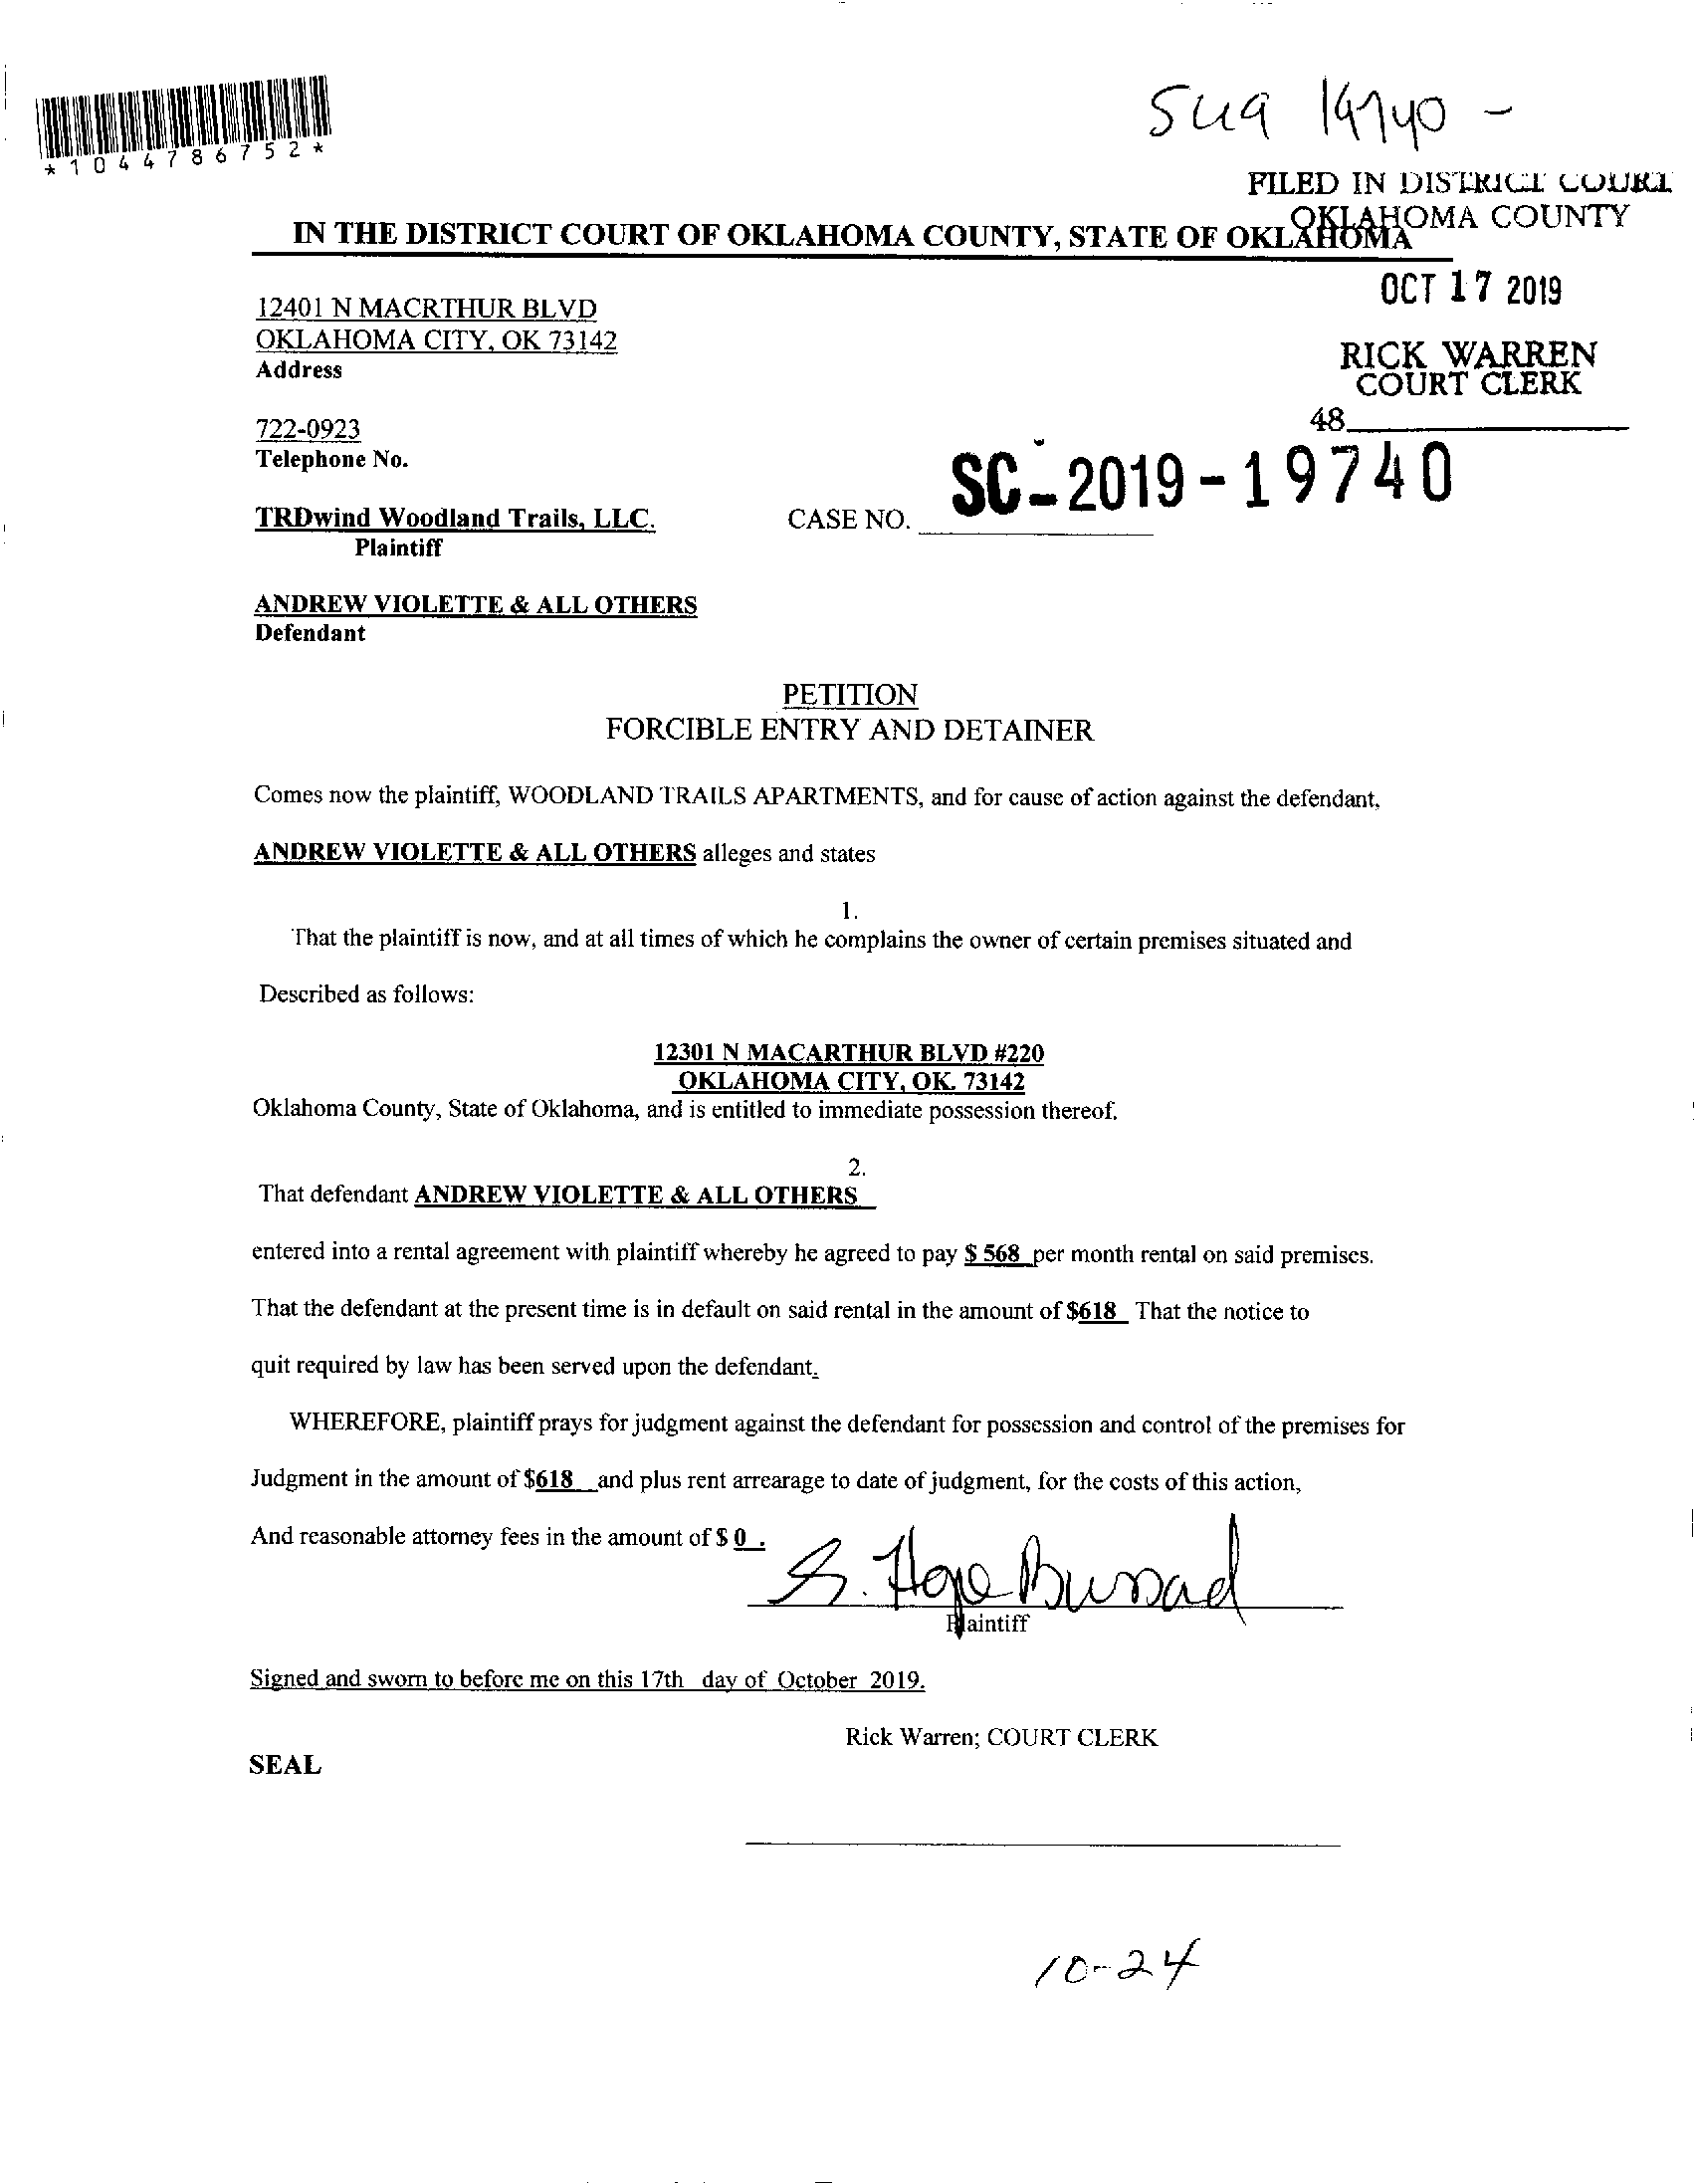 *1044786752*
FILED IN DISTRICT COURT
OKLAHOMA COUNTY
IN THE DISTRICT COURT OF OKLAHOMA COUNTY, STATE OF OKLAHOMA
OCT 17 2019
12401 N MACRTHUR BLVD
OKLAHOMA CITY, OK 73142
Address
RICK WARREN
COURT CLERK
48
722-0923
Telephone No.
SC-2019-19740
TRDwind Woodland Trails, LLC.
CASE NO.
Plaintiff
ANDREW VIOLETTE & ALL OTHERS
Defendant
PETITION
FORCIBLE ENTRY AND DETAINER
Comes now the plaintiff, WOODLAND TRAILS APARTMENTS, and for cause of action against the defendant,
ANDREW VIOLETTE & ALL OTHERS alleges and states
1.
That the plaintiff is now, and at all times of which he complains the owner of certain premises situated and
Described as follows:
12301 N MACARTHUR BLVD #220
OKLAHOMA CITY, OK. 73142
Oklahoma County, State of Oklahoma, and is entitled to immediate possession thereof.
2.
That defendant ANDREW VIOLETTE & ALL OTHERS
entered into a rental agreement with plaintiff whereby he agreed to pay $ 568 per month rental on said premises.
That the defendant at the present time is in default on said rental in the amount of $618 That the notice to
quit required by law has been served upon the defendant.
WHEREFORE, plaintiff prays for judgment against the defendant for possession and control of the premises for
Judgment in the amount of $618 and plus rent arrearage to date of judgment, for the costs of this action,
And reasonable attorney fees in the amount of $ 0 .
S. Hope
Plaintiff
Signed and sworn to before me on this 17th day of October 2019.
Rick Warren; COURT CLERK
SEAL
10-24